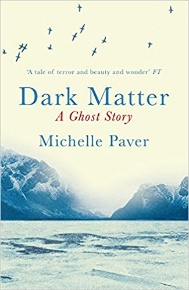 'A tale of terror and beauty and wonder' FT
Dark Matter
A Ghost Story
Michelle Paver